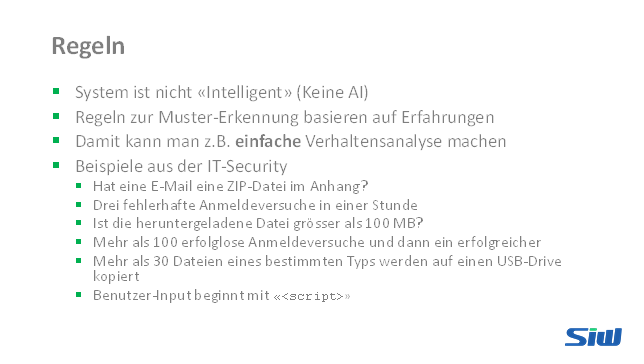 Regeln
System ist nicht «Intelligent» (Keine AI)
Regeln zur Muster-Erkennung basieren auf Erfahrungen
Damit kann man z.B. einfache Verhaltensanalyse machen
Beispiele aus der IT-Security
Hat eine E-Mail eine ZIP-Datei im Anhang?
Drei fehlerhafte Anmeldeversuche in einer Stunde
Ist die heruntergeladene Datei grösser als 100 MB?
Mehr als 100 erfoglose Anmeldeversuche und dann ein erfolgreicher
Mehr als 30 Dateien eines bestimmten Typs werden auf einen USB-Drive
kopiert
Benutzer-Input beginnt mit «<script>»
SIW